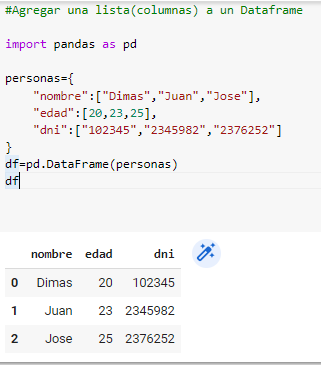 #Agregar una lista(columnas) a un Dataframe
import pandas as pd
personas={
"nombre":["Dimas","Juan","Jose"],
"edad":[20,23,25],
"dni":["102345","2345982","2376252"]
}
df=pd.DataFrame(personas)
df
nombre edad dni
0 Dimas 20 102345
1 Juan 23 2345982
2 Jose 25 2376252